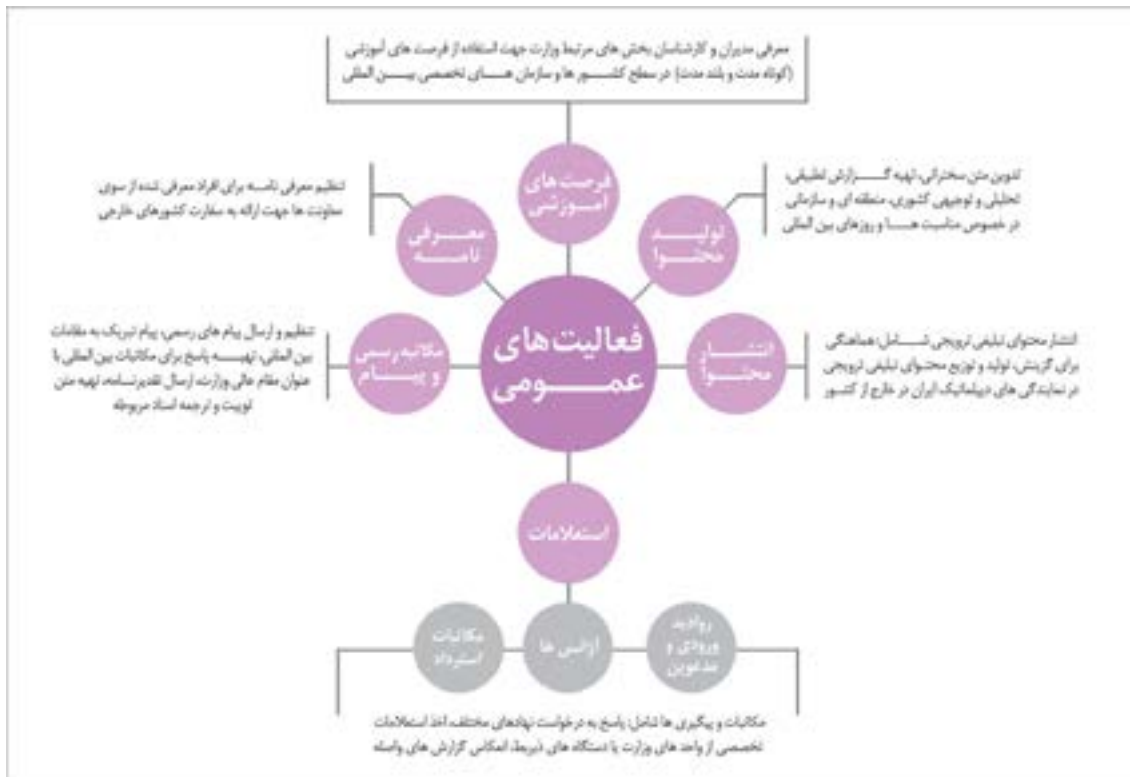 معرفی مدیران و کارشناسان بخش های مرتبط وزارت جهت استفاده از فرصت های آموزشی
(کوتاه مدت و بلند مدت) در سطح کشور ها و سازمان های تخصصی بین المللی
فرصت های
آموزشی
تدوین متن سخنرانی، تهیه گزارش تطبیقی،
تحلیلی و توجیهی کشوری، منطقه ای و سازمانی
در خصوص مناسبت ها و روزهای بین المللی
تولید
محتوا
معرفی
نامه
تنظیم معرفی نامه برای افراد معرفی شده از سوی
معاونت ها جهت ارائه به سفارت کشورهای خارجی
فعالیت های
عمومی
انتشار محتوای تبلیغی ترویجی شامل: هماهنگی
برای گزینش، تولید و توزیع محتوای تبلیغی ترویجی
در نمایندگی های دیپلماتیک ایران در خارج از کشور
انتشار
محتوا
مکاتبه رسمی
و پیام
تنظیم و ارسال پیام های رسمی، پیام تبریک به مقامات
بین المللی، تهیه پاسخ برای مکاتبات بین المللی با
عنوان مقام عالی وزارت، ارسال تقدیرنامه، تهیه متن
توییت و ترجمه اسناد مربوطه
استعلامات
روادید
ورودی و
مدعوین
آژانس ها
مکاتبات
استرداد
مکاتبات و پیگیری ها شامل: پاسخ به درخواست نهادهای مختلف، اخذ استعلامات
تخصصی از واحد های وزارت یا دستگاه های ذیربط، انعکاس گزارش های واصله